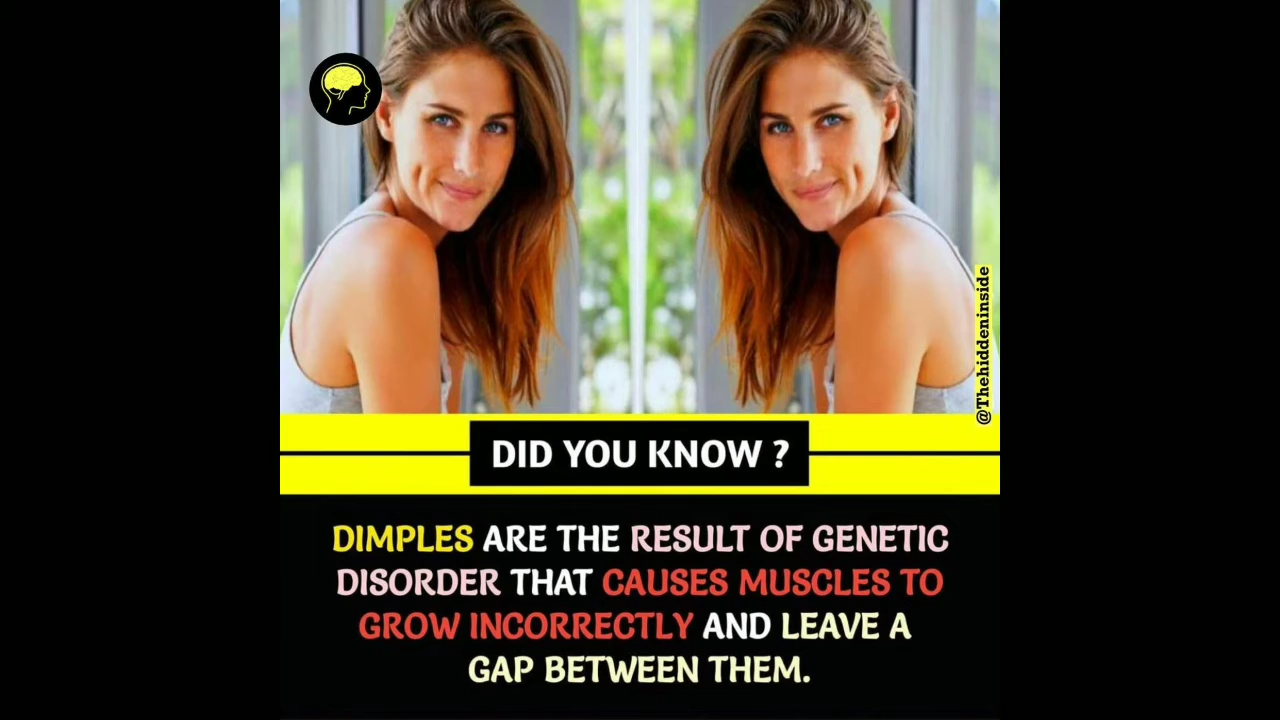 @Thehiddeninside
DID YOU KNOW ?
DIMPLES ARE THE RESULT OF GENETIC
DISORDER THAT CAUSES MUSCLES TO
GROW INCORRECTLY AND LEAVE A
GAP BETWEEN THEM.